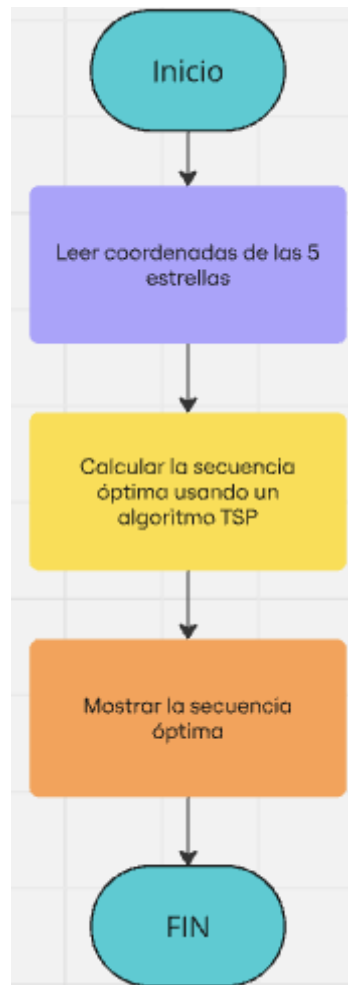 Inicio
Leer coordenadas de las 5
estrellas
Calcular la secuencia
óptima usando un
algoritmo TSP
Mostrar la secuencia
óptima
FIN